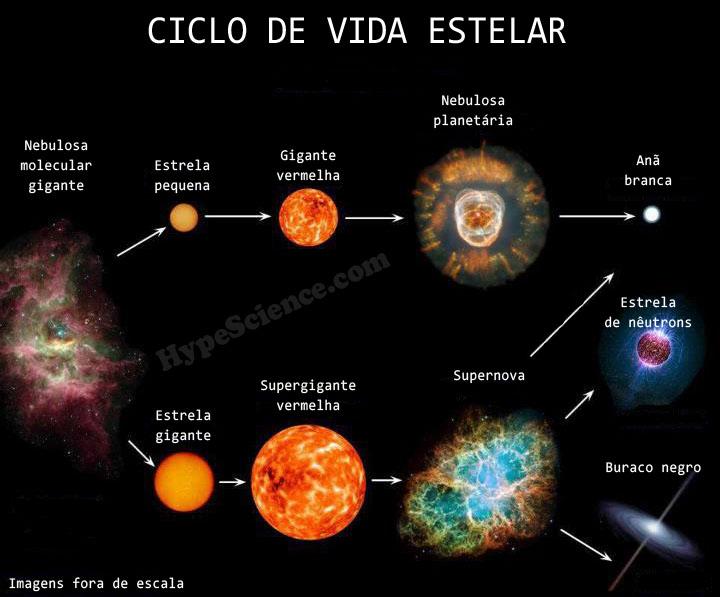 CICLO DE VIDA ESTELAR
Nebulosa
planetária
Nebulosa
molecular
gigante
Estrela
pequena
Gigante
vermelha
Anã
branca
HypeScience.com
Estrela
de nêutrons
Supernova
Supergigante
vermelha
Estrela
gigante
Buraco negro
Imagens fora de escala